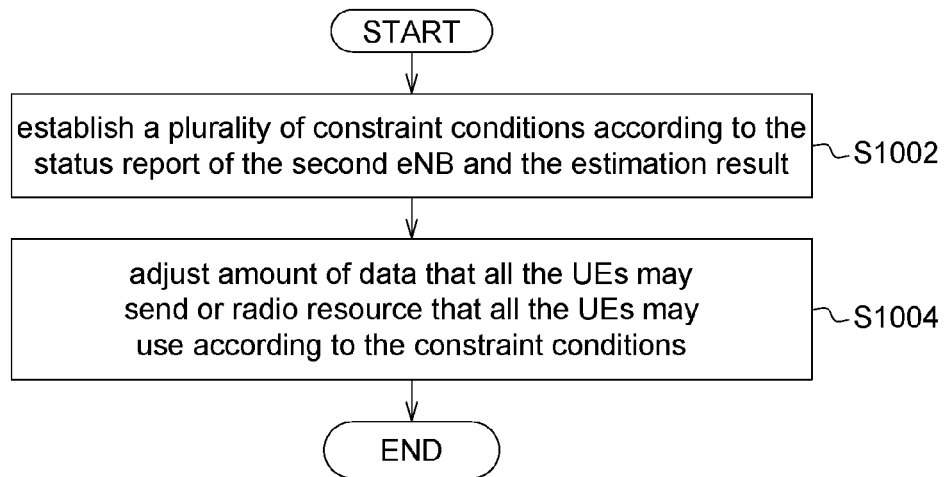 START
establish a plurality of constraint conditions according to the
status report of the second eNB and the estimation result
S1002
adjust amount of data that all the UEs may
send or radio resource that all the UEs may
use according to the constraint conditions
S1004
END